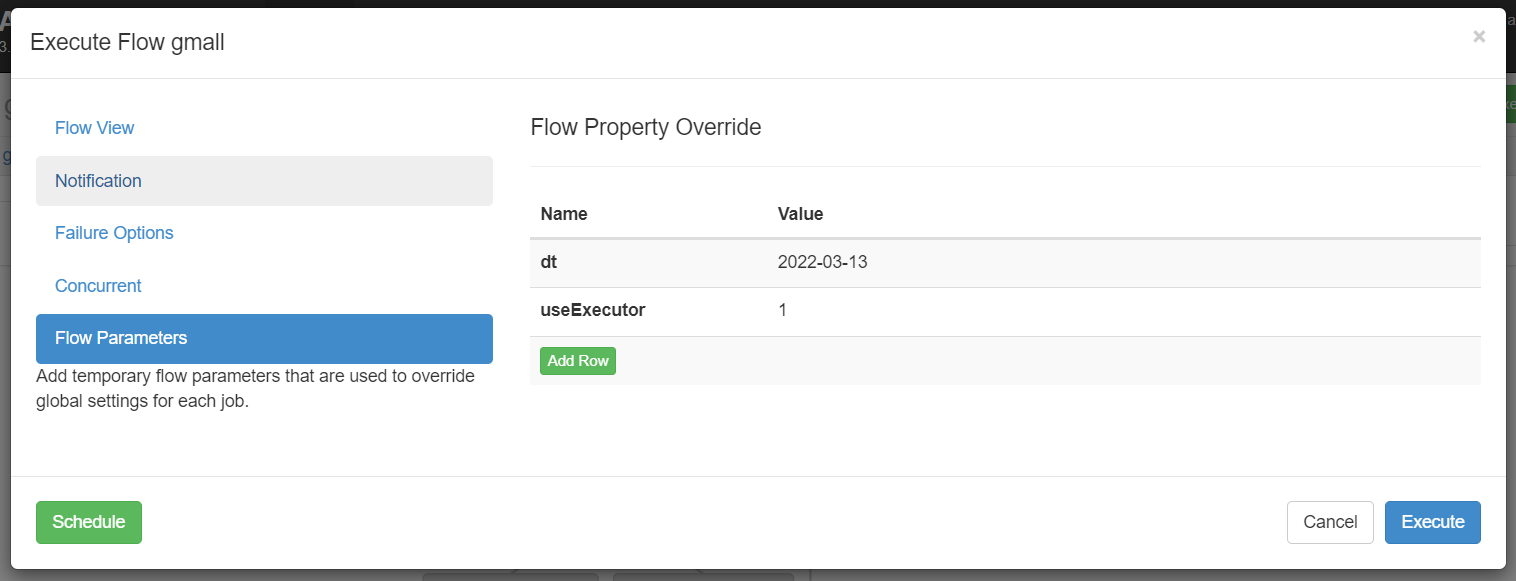 Execute Flow gmall
×
Flow View
Notification
Failure Options
Concurrent
Flow Parameters
Add temporary flow parameters that are used to override
global settings for each job.
Flow Property Override
Name Value
dt 2022-03-13
useExecutor 1
Add Row
Schedule
Cancel
Execute